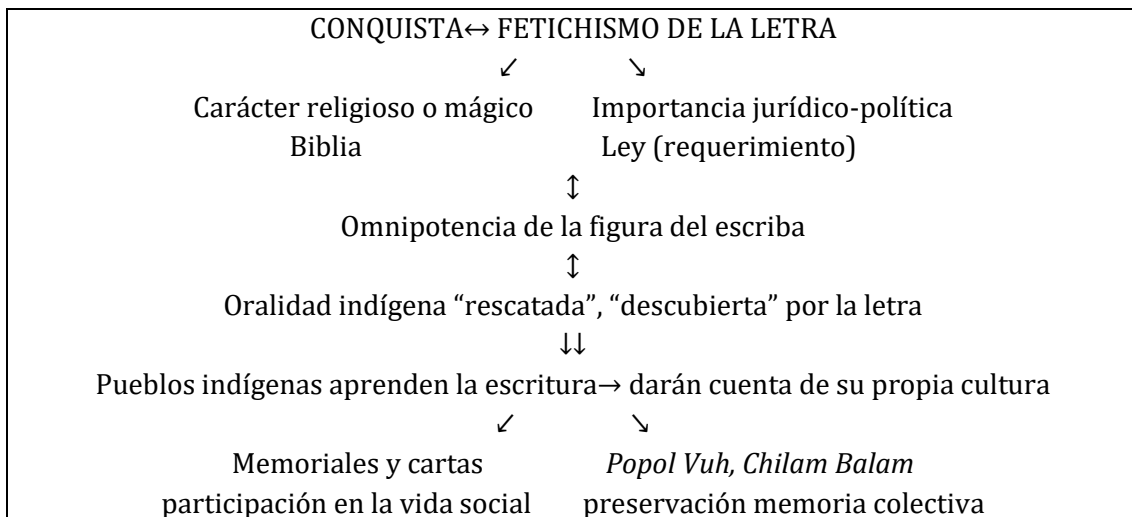 CONQUISTA↔ FETICHISMO DE LA LETRA
↙ ↘
Carácter religioso o mágico Importancia jurídico-política
Biblia Ley (requerimiento)
↕
Omnipotencia de la figura del escriba
↕
Oralidad indígena “rescatada”, “descubierta” por la letra
↓↓
Pueblos indígenas aprenden la escritura→ darán cuenta de su propia cultura
↙ ↘
Memoriales y cartas Popol Vuh, Chilam Balam
participación en la vida social preservación memoria colectiva